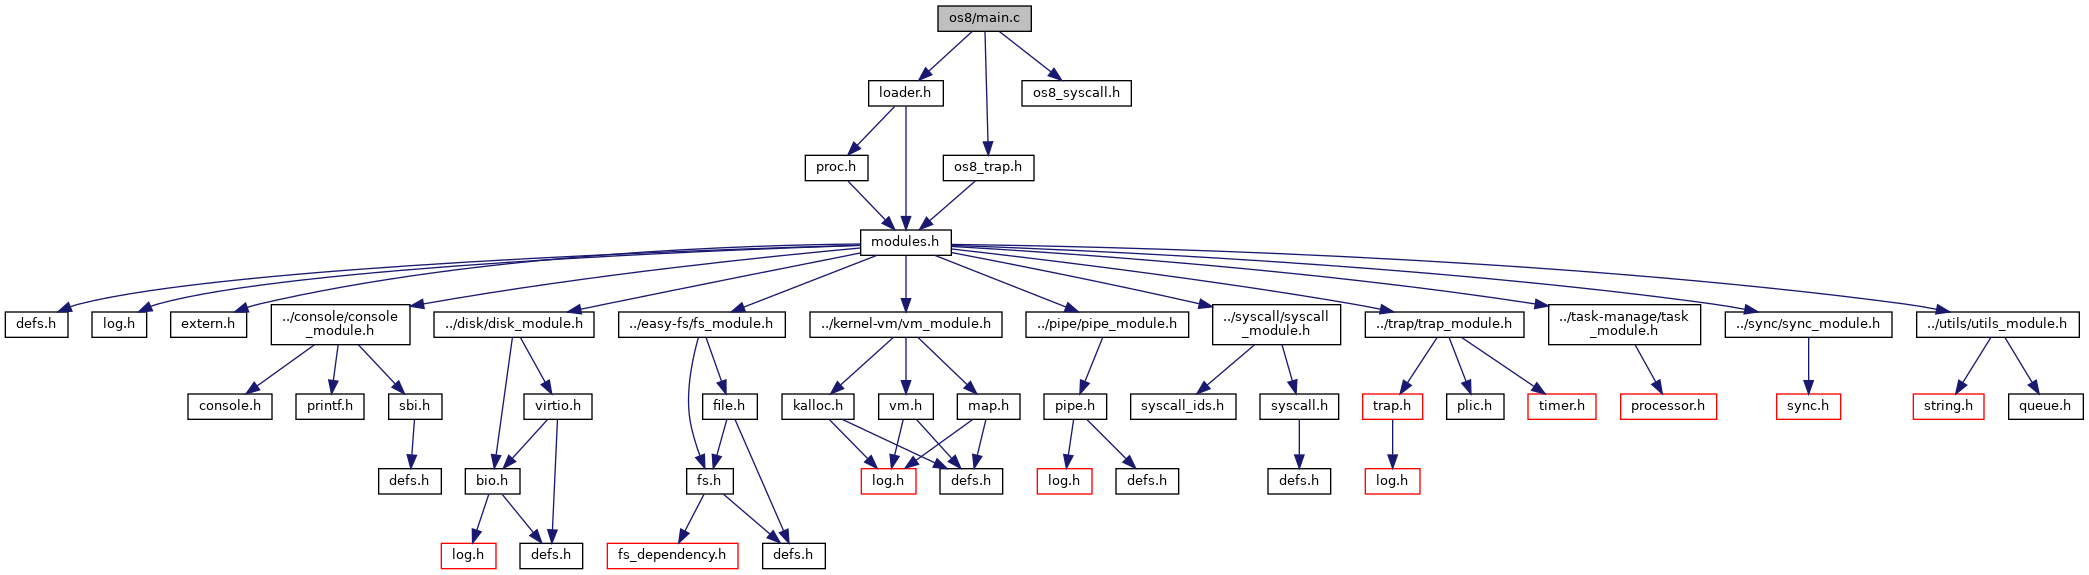 os8/main.c
loader.h
os8_syscall.h
proc.h
os8_trap.h
modules.h
defs.h
log.h
extern.h
../console/console
_module.h
../disk/disk_module.h
../easy-fs/fs_module.h
../kernel-vm/vm_module.h
../pipe/pipe_module.h
../syscall/syscall
_module.h
../trap/trap_module.h
../task-manage/task
_module.h
../sync/sync_module.h
../utils/utils_module.h
console.h
printf.h
sbi.h
virtio.h
file.h
kalloc.h
vm.h
map.h
pipe.h
syscall_ids.h
syscall.h
trap.h
plic.h
timer.h
processor.h
sync.h
string.h
queue.h
defs.h
bio.h
fs.h
log.h
defs.h
log.h
defs.h
defs.h
log.h
log.h
defs.h
fs_dependency.h
defs.h